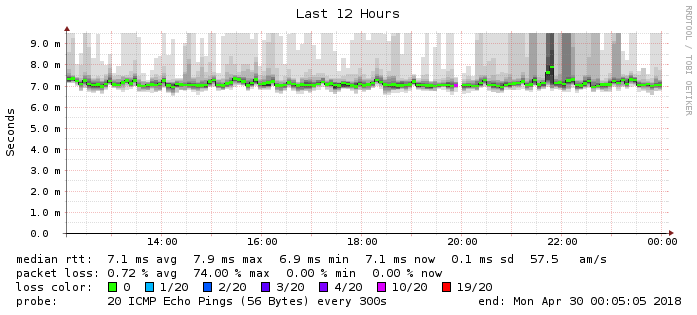 Last 12 Hours
RRDTOOL / TOBI OETIKER
Seconds
9.0 m
8.0 m
7.0 m
6.0 m
5.0 m
4.0 m
3.0 m
2.0 m
1.0 m
0.0
14:00 16:00 18:00 20:00 22:00 00:00
median rtt: 7.1 ms avg 7.9 ms max 6.9 ms min 7.1 ms now 0.1 ms sd 57.5 am/s
packet loss: 0.72 % avg 74.00 % max 0.00 % min 0.00 % now
loss color: 0 1/20 2/20 3/20 4/20 10/20 19/20
probe: 20 ICMP Echo Pings (56 Bytes) every 300s end: Mon Apr 30 00:05:05 2018